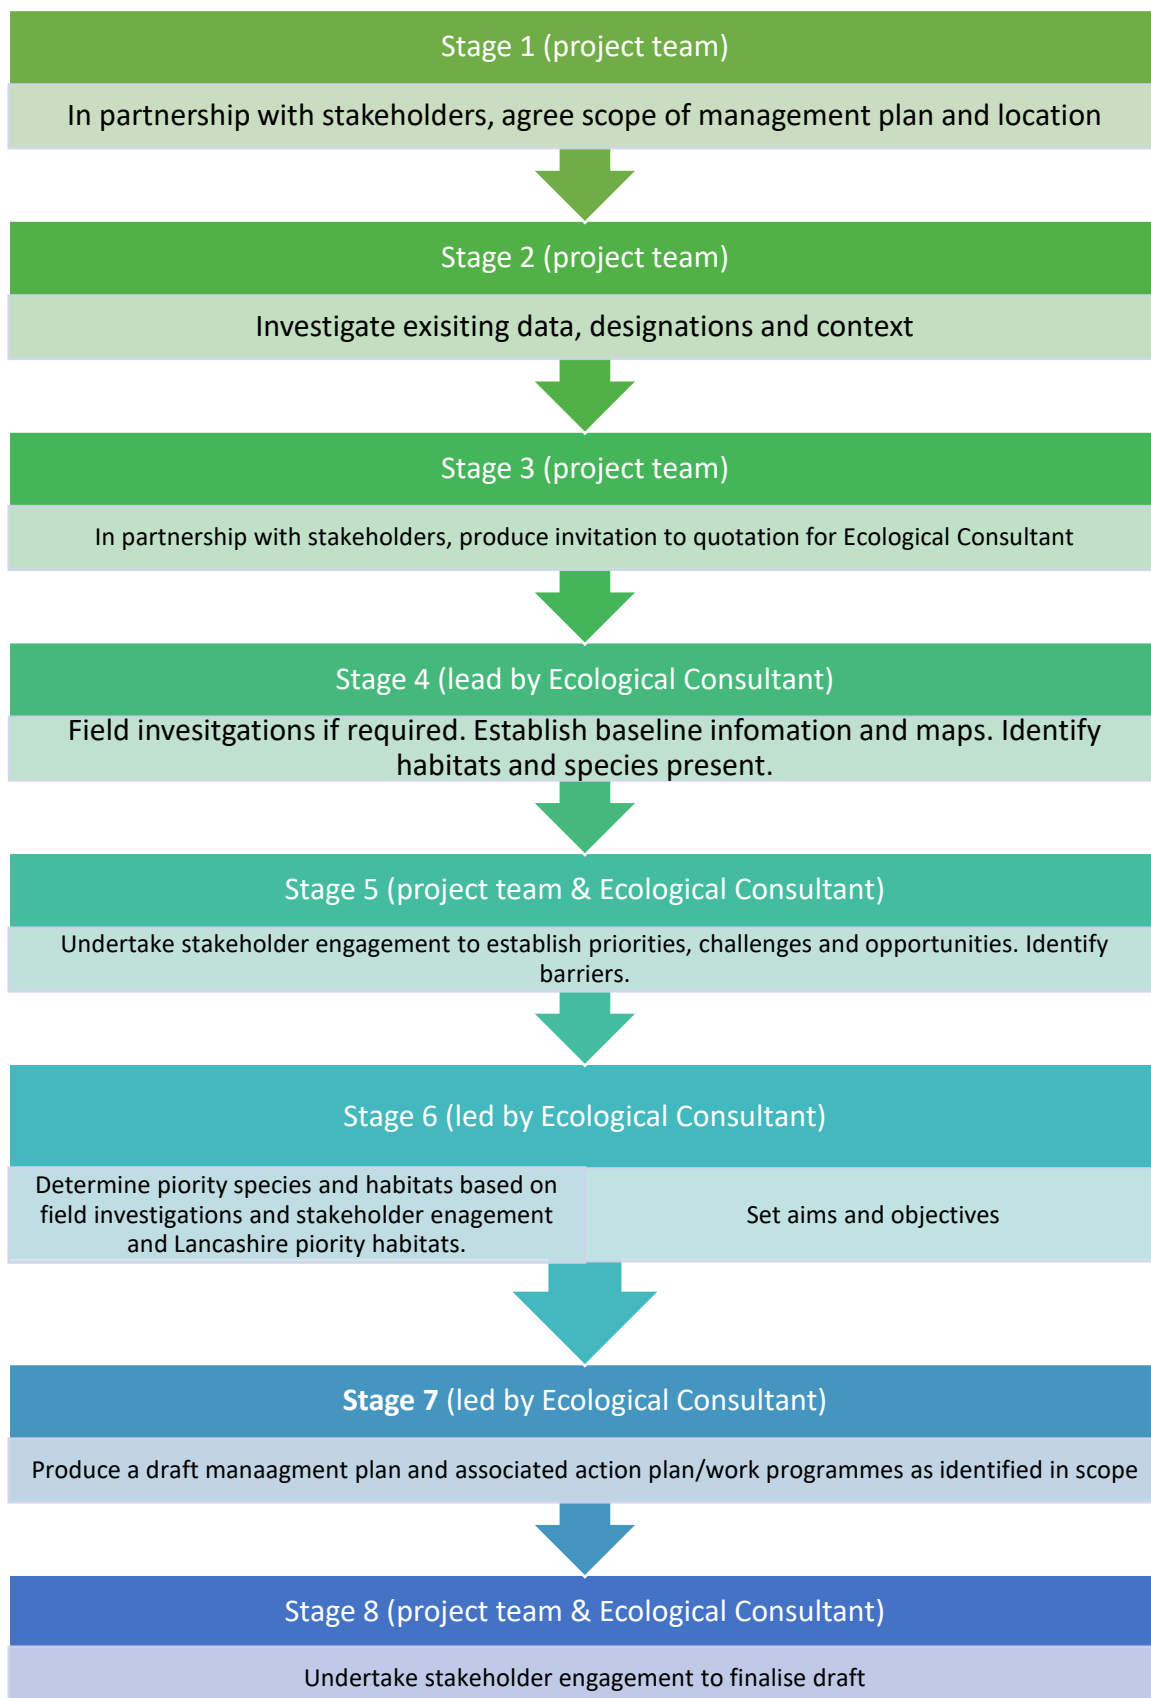 Stage 1 (project team)
In partnership with stakeholders, agree scope of management plan and location
Stage 2 (project team)
Investigate exisiting data, designations and context
Stage 3 (project team)
In partnership with stakeholders, produce invitation to quotation for Ecological Consultant
Stage 4 (lead by Ecological Consultant)
Field invesitgations if required. Establish baseline infomation and maps. Identify
habitats and species present.
Stage 5 (project team & Ecological Consultant)
Undertake stakeholder engagement to establish priorities, challenges and opportunities. Identify
barriers.
Stage 6 (led by Ecological Consultant)
Determine piority species and habitats based on
field investigations and stakeholder enagement
and Lancashire piority habitats.
Set aims and objectives
Stage 7 (led by Ecological Consultant)
Produce a draft manaagment plan and associated action plan/work programmes as identified in scope
Stage 8 (project team & Ecological Consultant)
Undertake stakeholder engagement to finalise draft